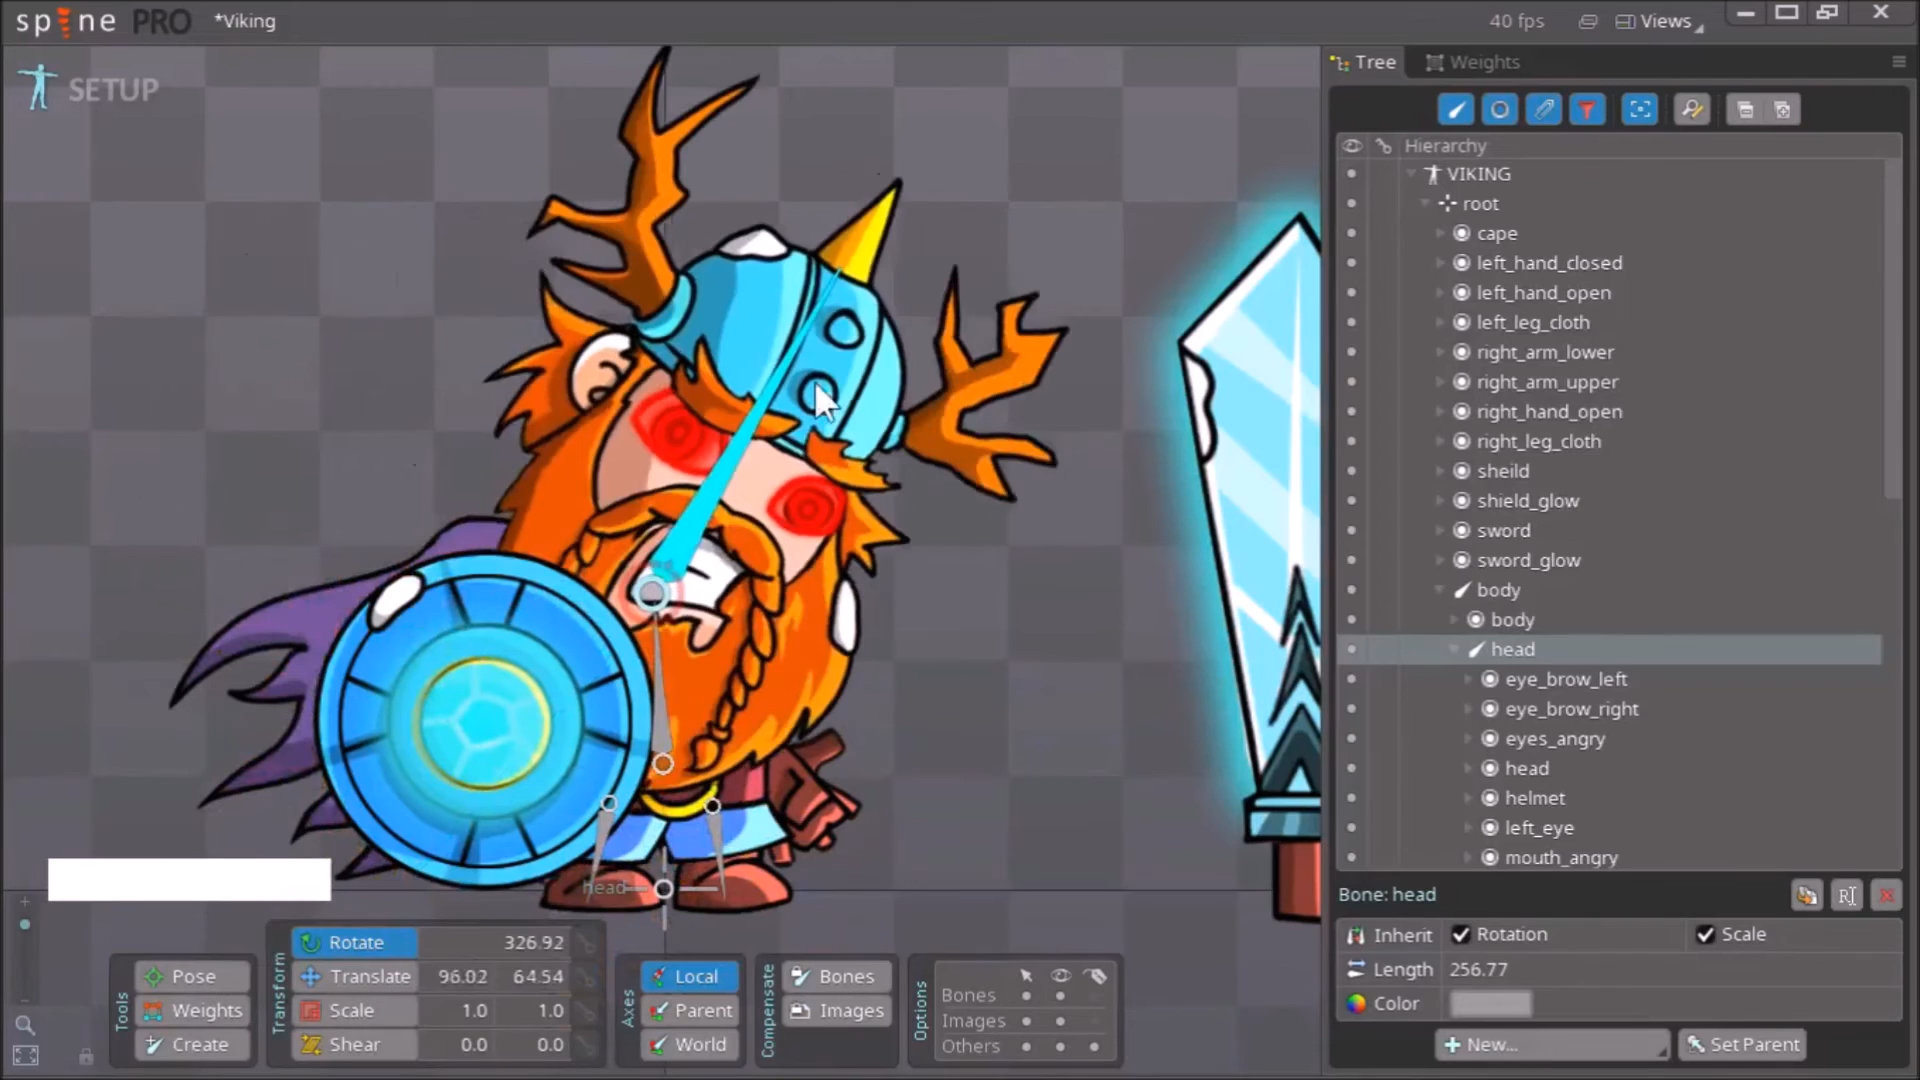 spine PRO *Viking 40 fps Views
SETUP
Tree Weights
Hierarchy
VIKING
root
cape
left_hand_closed
left_hand_open
left_leg_cloth
right_arm_lower
right_arm_upper
right_hand_open
right_leg_cloth
sheild
shield_glow
sword
sword_glow
body
body
head
eye_brow_left
eye_brow_right
eyes_angry
head
helmet
left_eye
mouth_angry
head
Bone: head
Inherit Rotation Scale
Length 256.77
Color
New... Set Parent
Tools
Pose
Weights
Create
Transform
Rotate 326.92
Translate 96.02 64.54
Scale 1.0 1.0
Shear 0.0 0.0
Axes
Local
Parent
World
Compensate
Bones
Images
Options
Bones
Images
Others